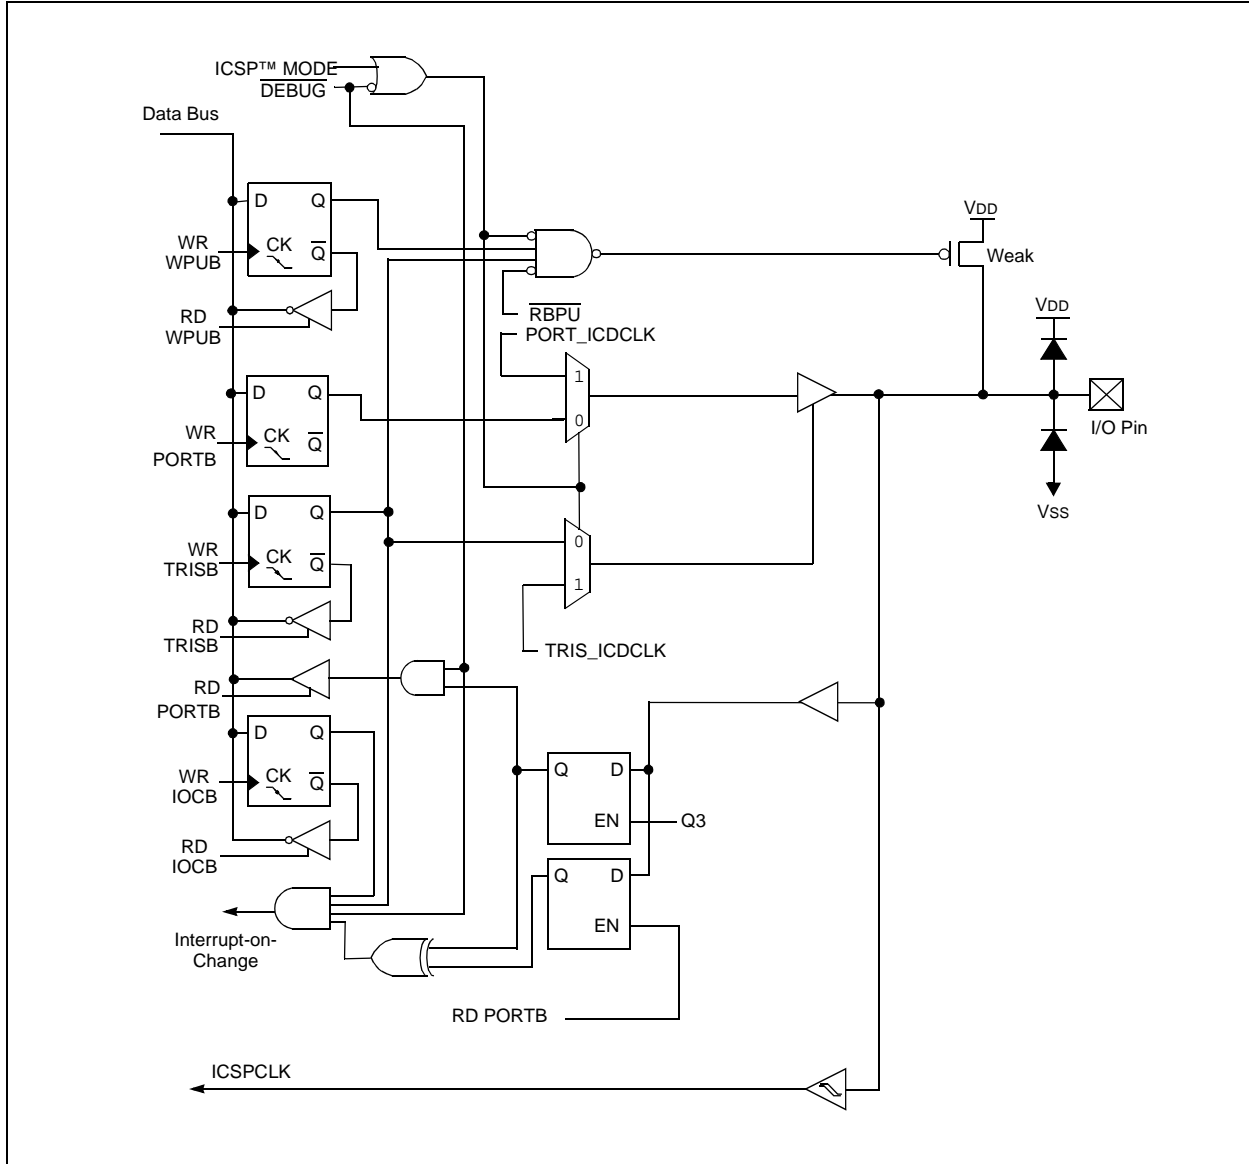 ICSP™ MODE
DEBUG
Data Bus
D Q
WR
WPUB
CK Q
RD
WPUB
RBPU
PORT_ICDCLK
VDD
Weak
VDD
I/O Pin
VSS
1
0
D Q
WR
PORTB
CK Q
D Q
WR
TRISB
CK Q
0
1
RD
TRISB
TRIS_ICDCLK
RD
PORTB
D Q
WR
IOCB
CK Q
Q D
EN
Q3
RD
IOCB
Q D
EN
Interrupt-on-
Change
RD PORTB
ICSPCLK